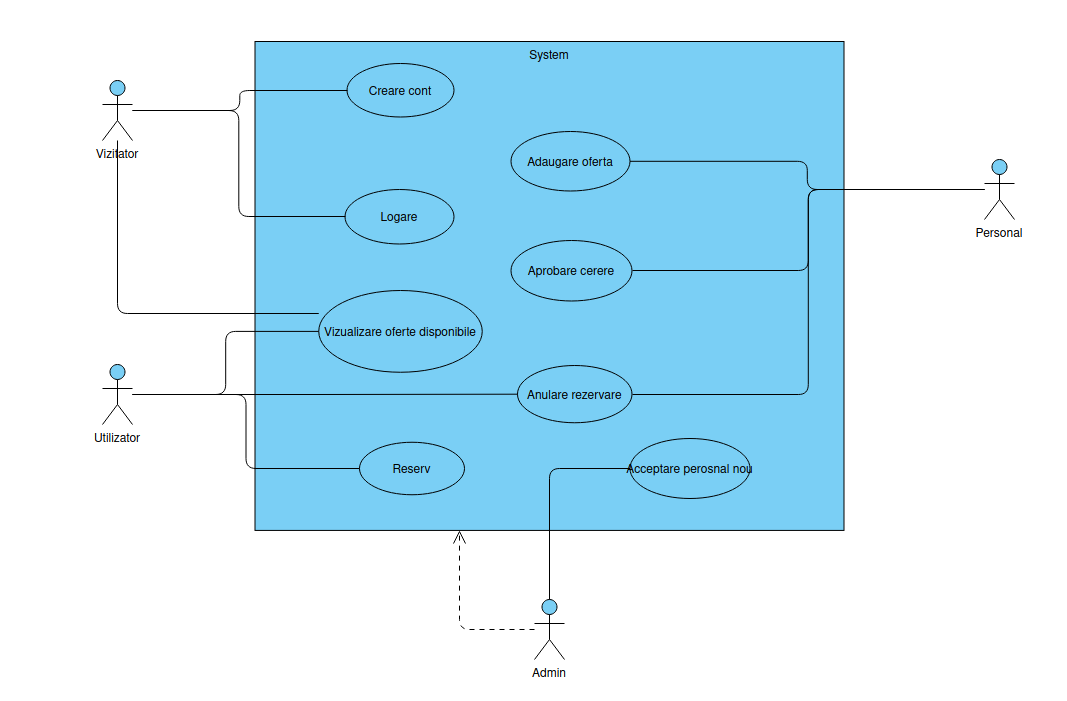 System
Creare cont
Vizitator
Adaugare oferta
Logare
Personal
Aprobare cerere
Vizualizare oferte disponibile
Anulare rezervare
Utilizator
Reserv
Acceptare perosnal nou
Admin